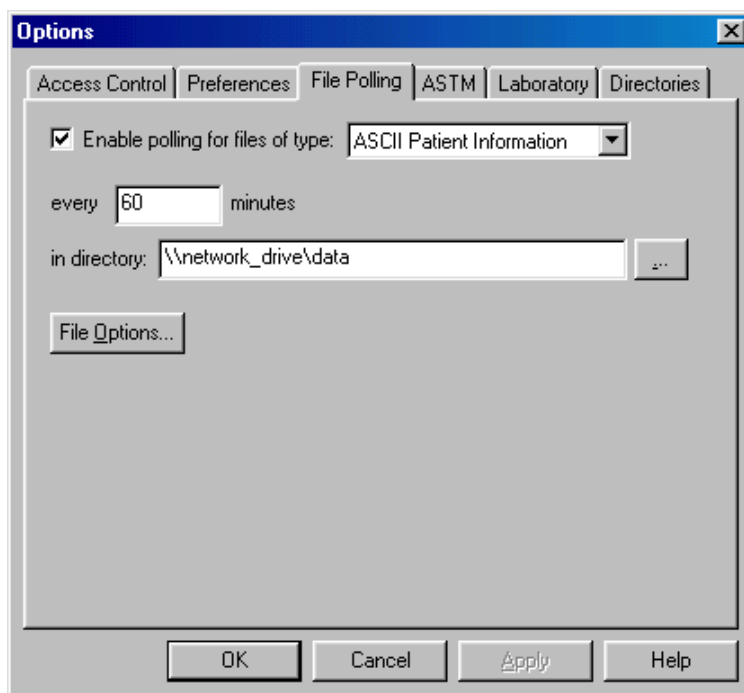 Options
Access Control Preferences File Polling ASTM Laboratory Directories
Enable polling for files of type: ASCII Patient Information
every 60 minutes
in directory: \\network_drive\data ...
File Options...
OK Cancel Apply Help